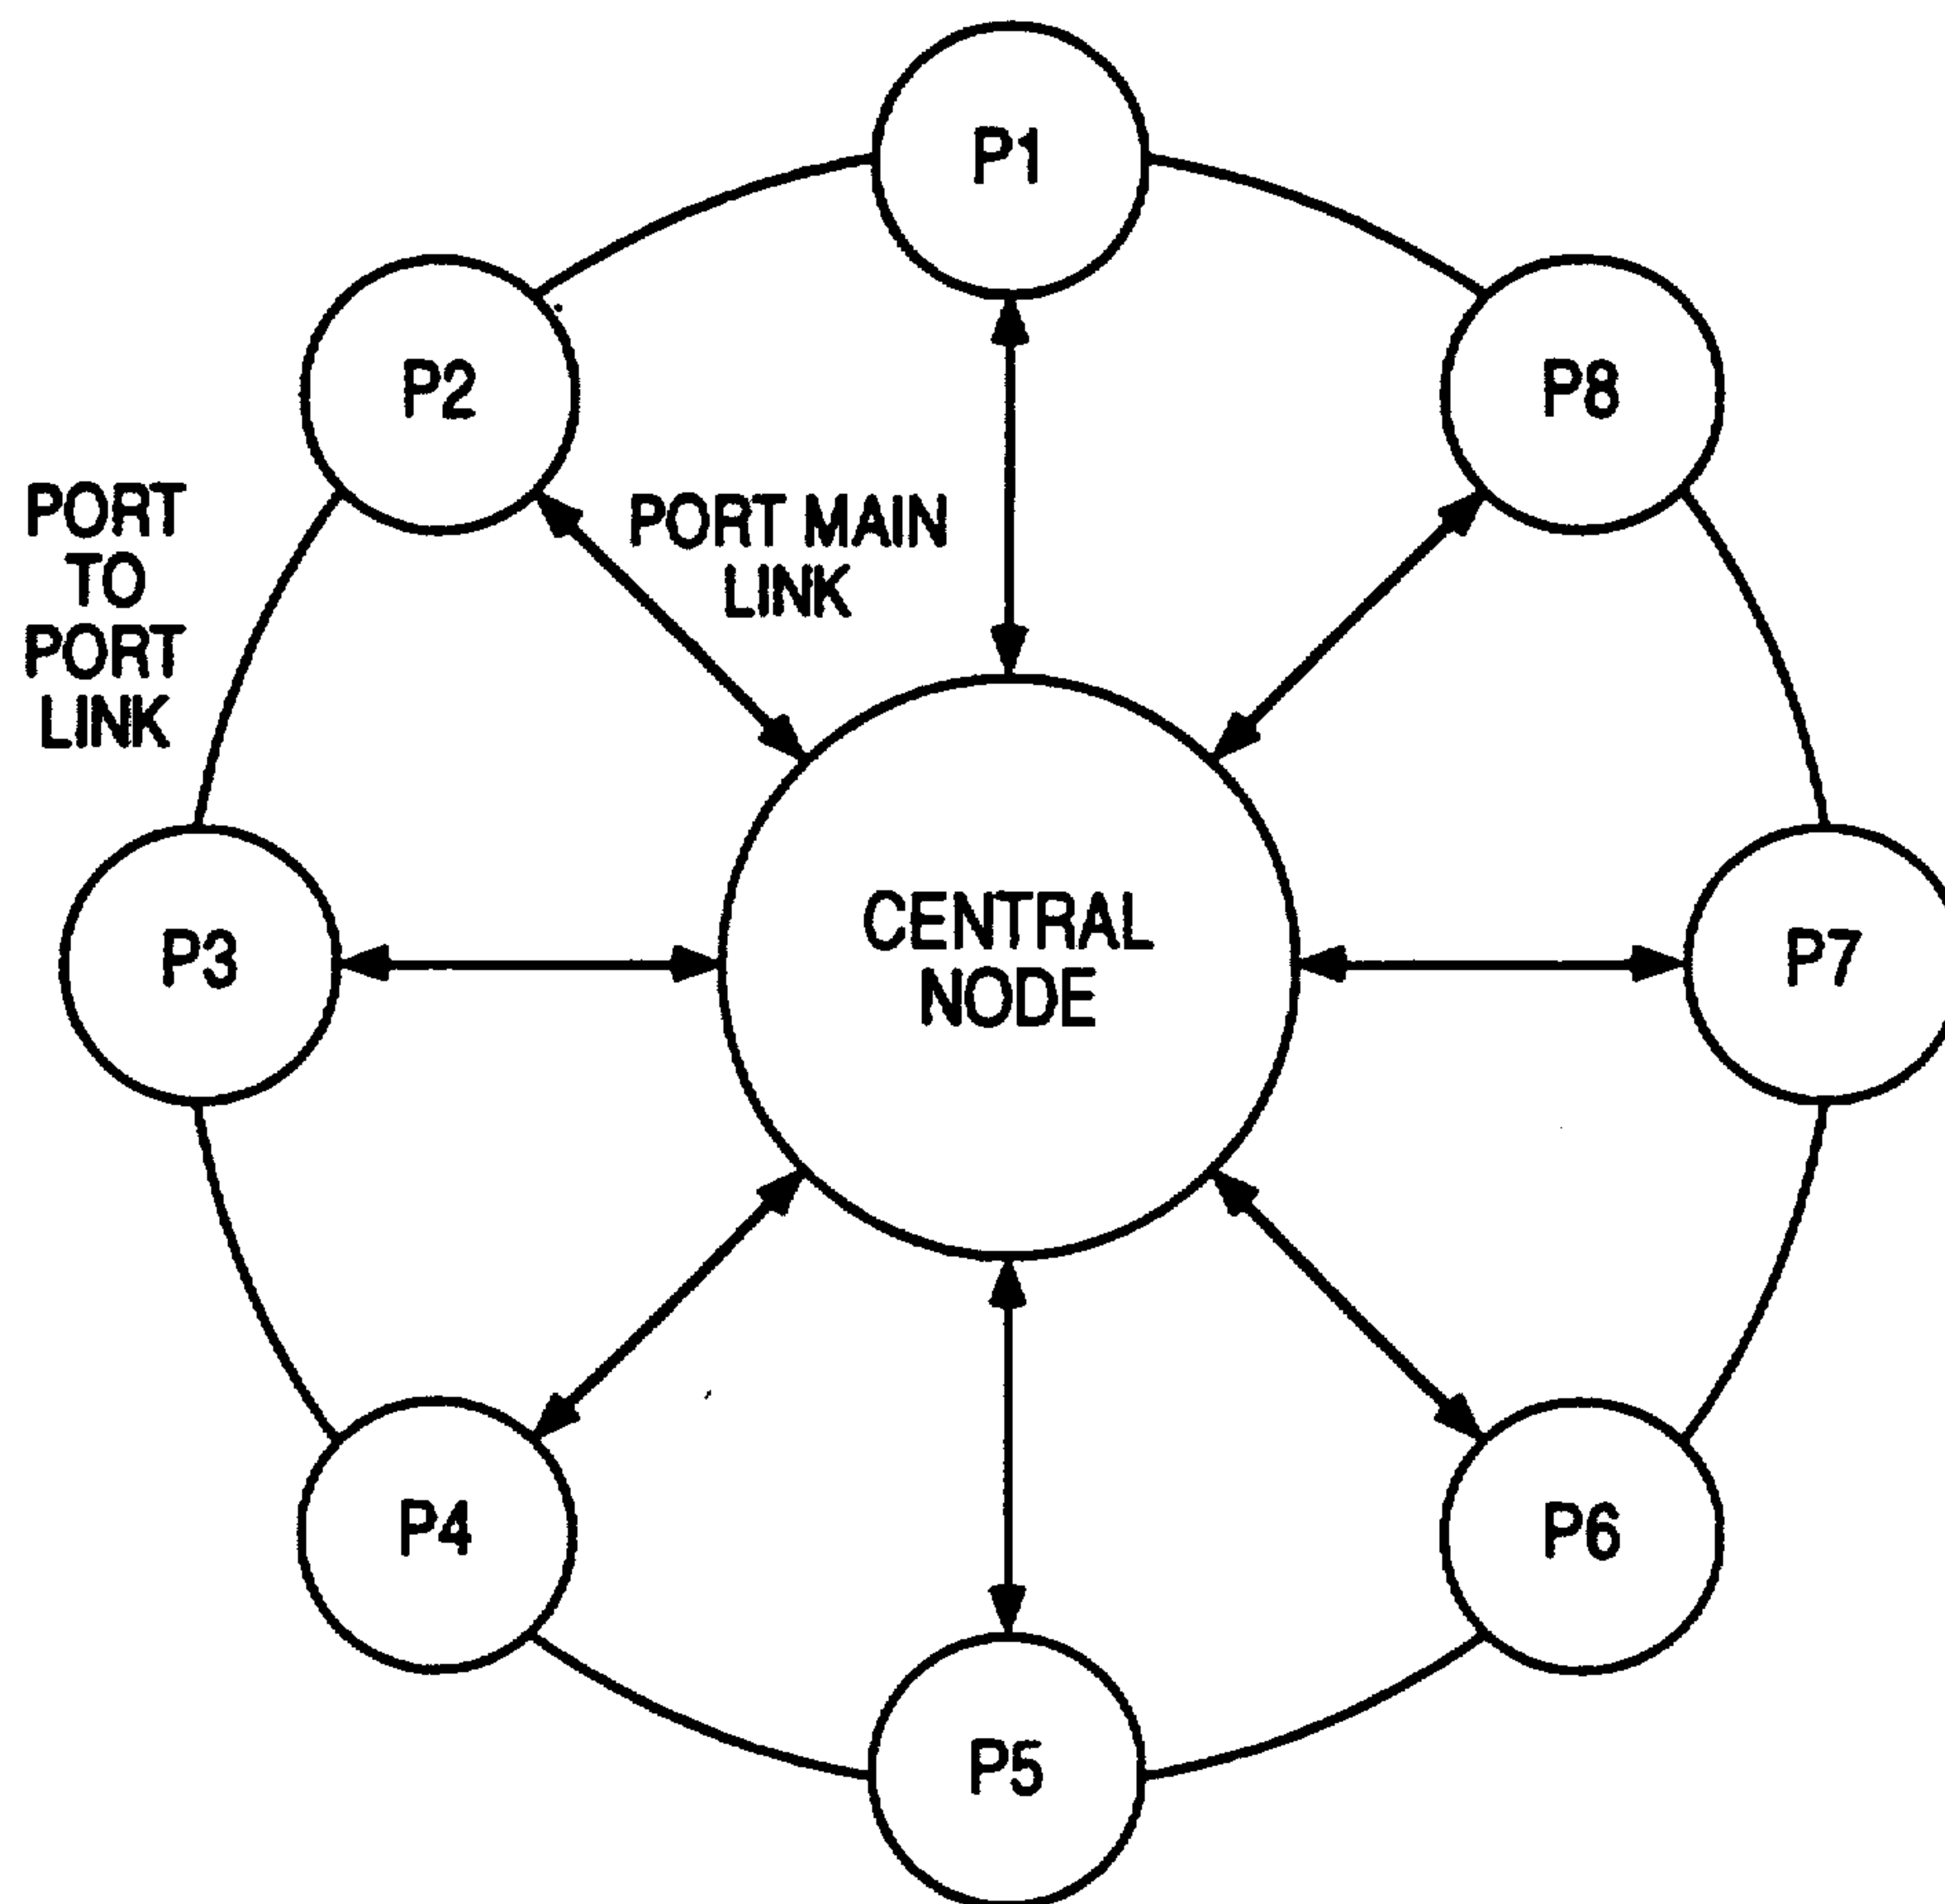 P1
P2
P8
PORT
TO
PORT
LINK
PORT MAIN
LINK
P3
CENTRAL
NODE
P7
P4
P6
P5